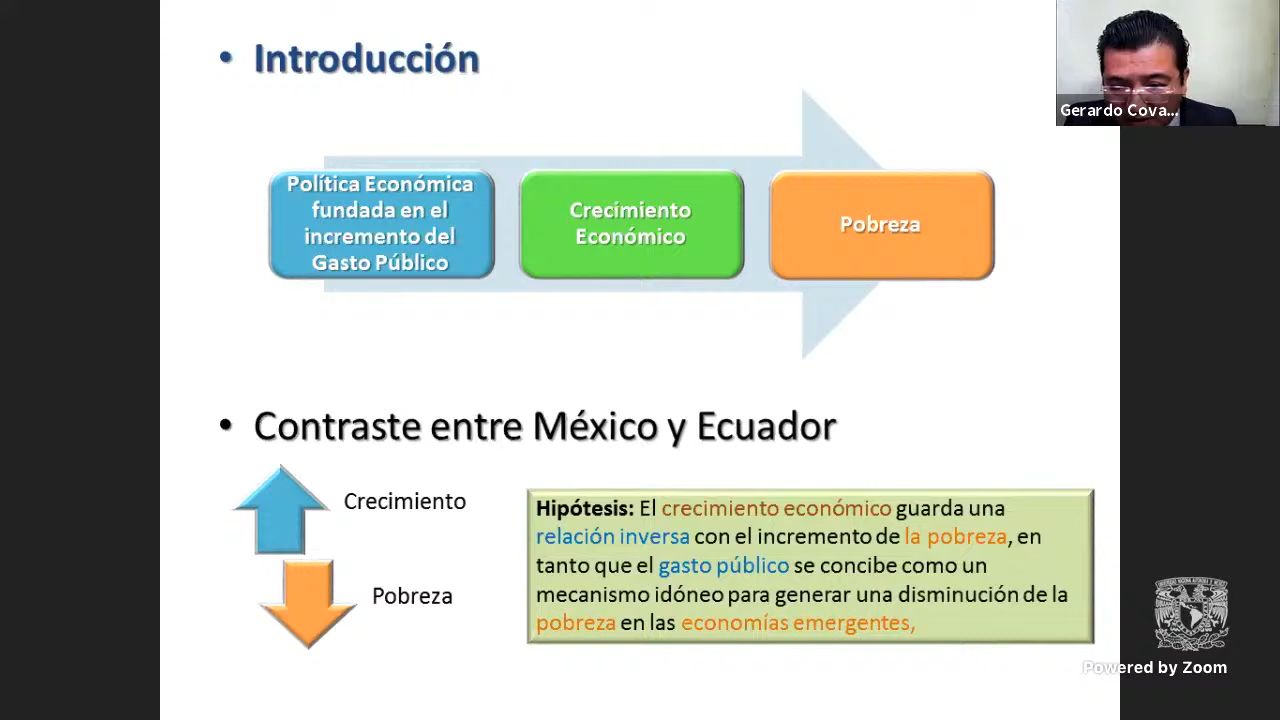 • Introducción
Gerardo Cova...
Política Económica
fundada en el
incremento del
Gasto Público
Crecimiento
Económico
Pobreza
• Contraste entre México y Ecuador
Crecimiento
Pobreza
Hipótesis: El crecimiento económico guarda una
relación inversa con el incremento de la pobreza, en
tanto que el gasto público se concibe como un
mecanismo idóneo para generar una disminución de la
pobreza en las economías emergentes,
Powered by Zoom